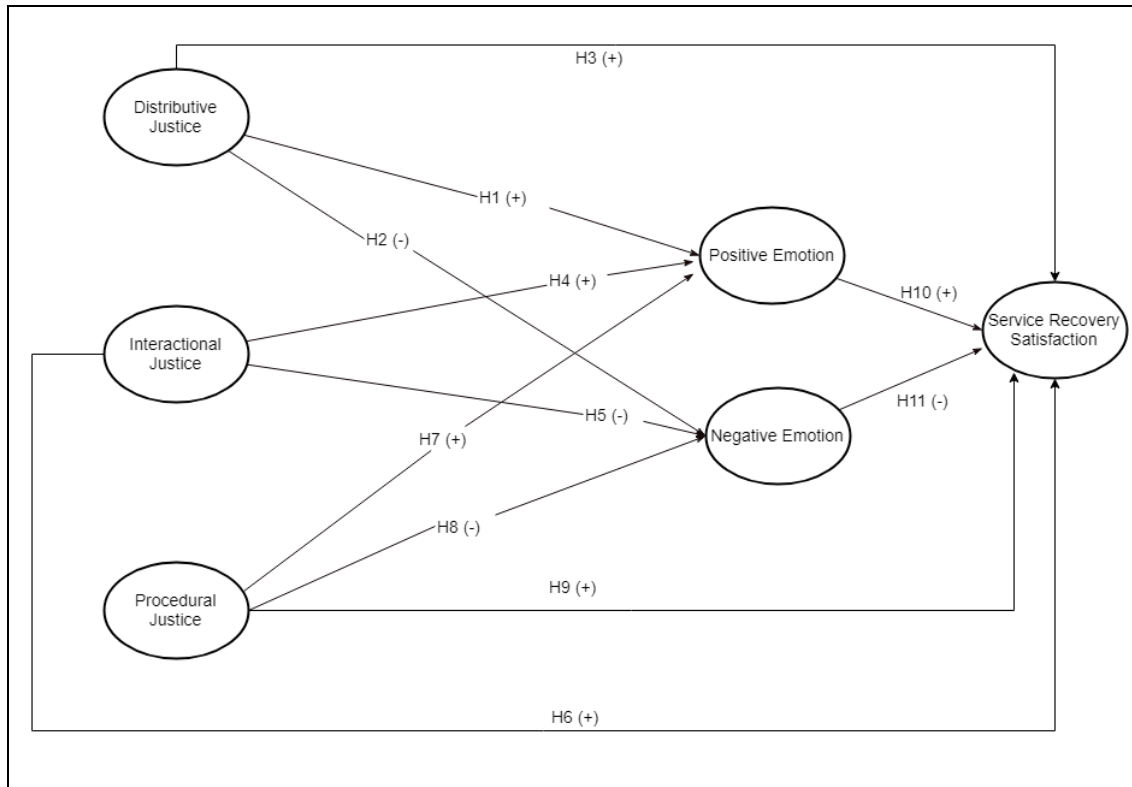 H3 (+)
Distributive
Justice
H1 (+)
H2 (-)
Positive Emotion
H4 (+)
H10 (+)
Service Recovery
Satisfaction
Interactional
Justice
H5 (-)
H11 (-)
H7 (+)
Negative Emotion
H8 (-)
H9 (+)
Procedural
Justice
H6 (+)